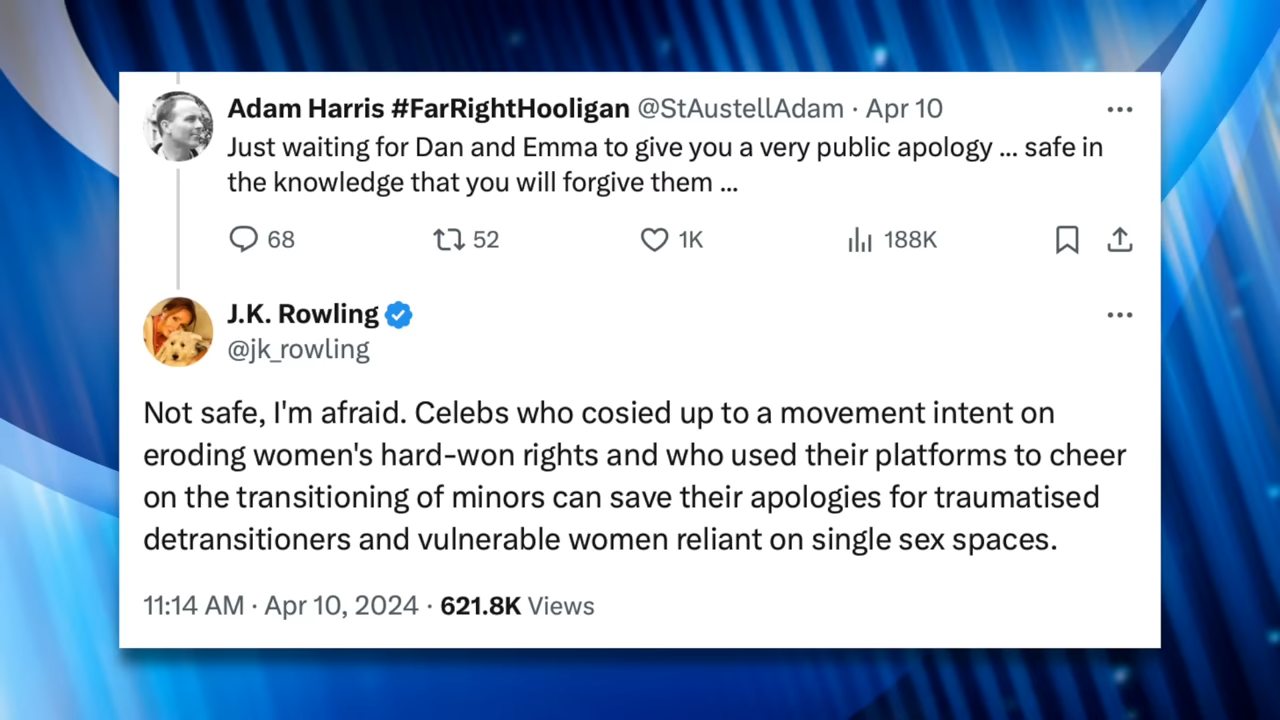 Adam Harris #FarRightHooligan @StAustellAdam · Apr 10
Just waiting for Dan and Emma to give you a very public apology ... safe in
the knowledge that you will forgive them ...
68 52 1K 188K
J.K. Rowling
@jk_rowling
Not safe, I'm afraid. Celebs who cosied up to a movement intent on
eroding women's hard-won rights and who used their platforms to cheer
on the transitioning of minors can save their apologies for traumatised
detransitioners and vulnerable women reliant on single sex spaces.
11:14 AM · Apr 10, 2024 · 621.8K Views